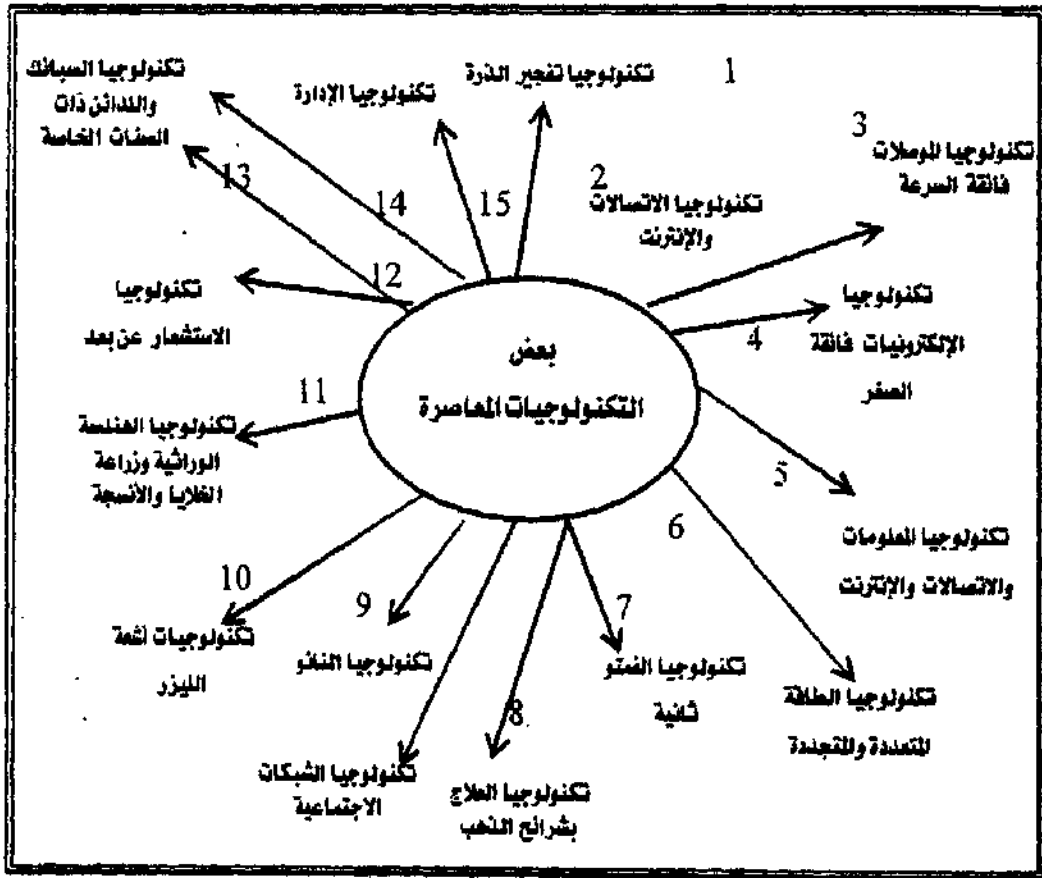 بعض
التكنولوجيات المعاصرة
1
تكنولوجيا تفجير الذرة
2
تكنولوجيا الاتصالات
والإنترنت
3
تكنولوجيا الموصلات
فائقة السرعة
4
تكنولوجيا
الإلكترونيات فائقة
الصغر
5
تكنولوجيا المعلومات
والاتصالات والإنترنت
6
تكنولوجيا الطاقة
المتعددة والمتجددة
7
تكنولوجيا الفمتو
ثانية
8
تكنولوجيا العلاج
بشرائح الذهب
تكنولوجيا الشبكات
الاجتماعية
9
تكنولوجيا النانو
10
تكنولوجيات أشعة
الليزر
11
تكنولوجيا الهندسة
الوراثية وزراعة
الخلايا والأنسجة
12
تكنولوجيا
الاستشعار عن بعد
13
14
تكنولوجيا السبائك
واللدائن ذات
الصفات الخاصة
15
تكنولوجيا الإدارة